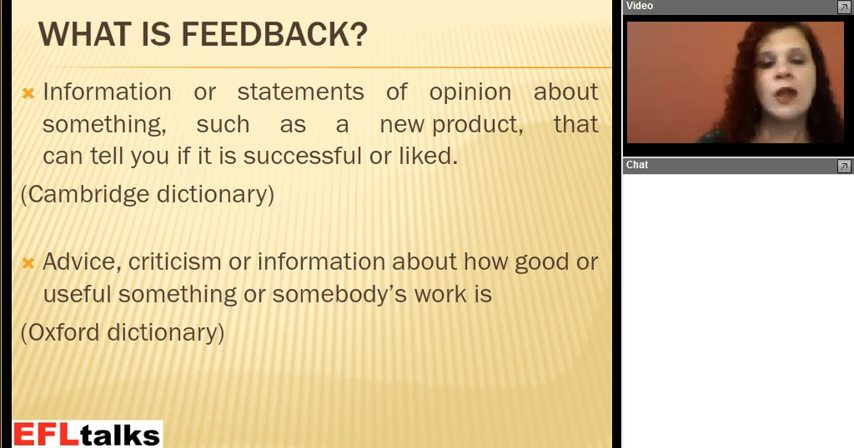 WHAT IS FEEDBACK?
Information or statements of opinion about
something, such as a new product, that
can tell you if it is successful or liked.
(Cambridge dictionary)
Advice, criticism or information about how good or
useful something or somebody's work is
(Oxford dictionary)
EFLtalks
Video
Chat